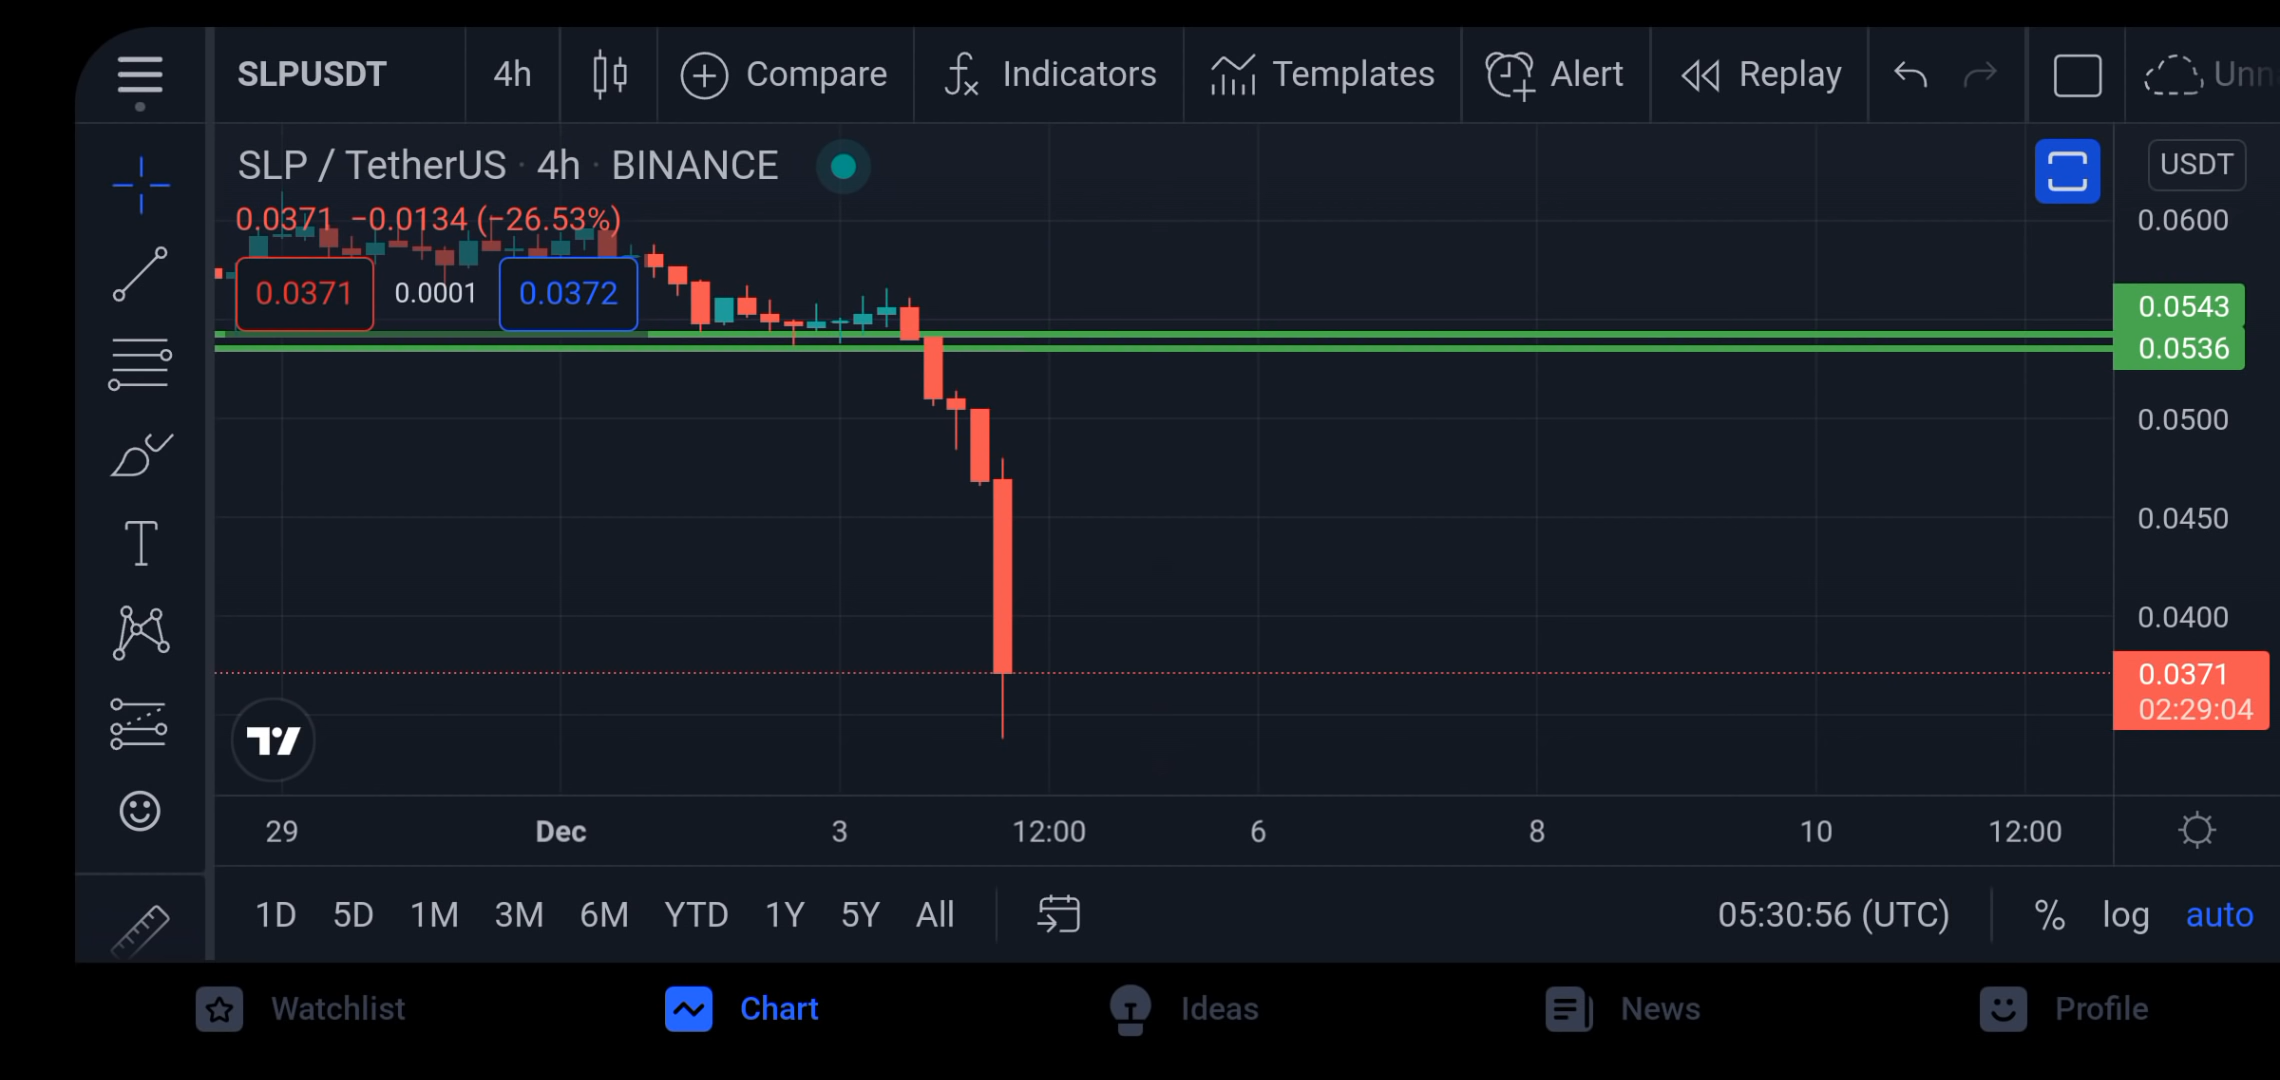 SLPUSDT 4h Compare Indicators Templates Alert Replay Unn
SLP / TetherUS · 4h · BINANCE
USDT
0.0371 −0.0134 (−26.53%)
0.0371 0.0001 0.0372
0.0600
0.0543
0.0536
0.0500
0.0450
0.0400
0.0371
02:29:04
29 Dec 3 12:00 6 8 10 12:00
1D 5D 1M 3M 6M YTD 1Y 5Y All 05:30:56 (UTC) % log auto
Watchlist Chart Ideas News Profile